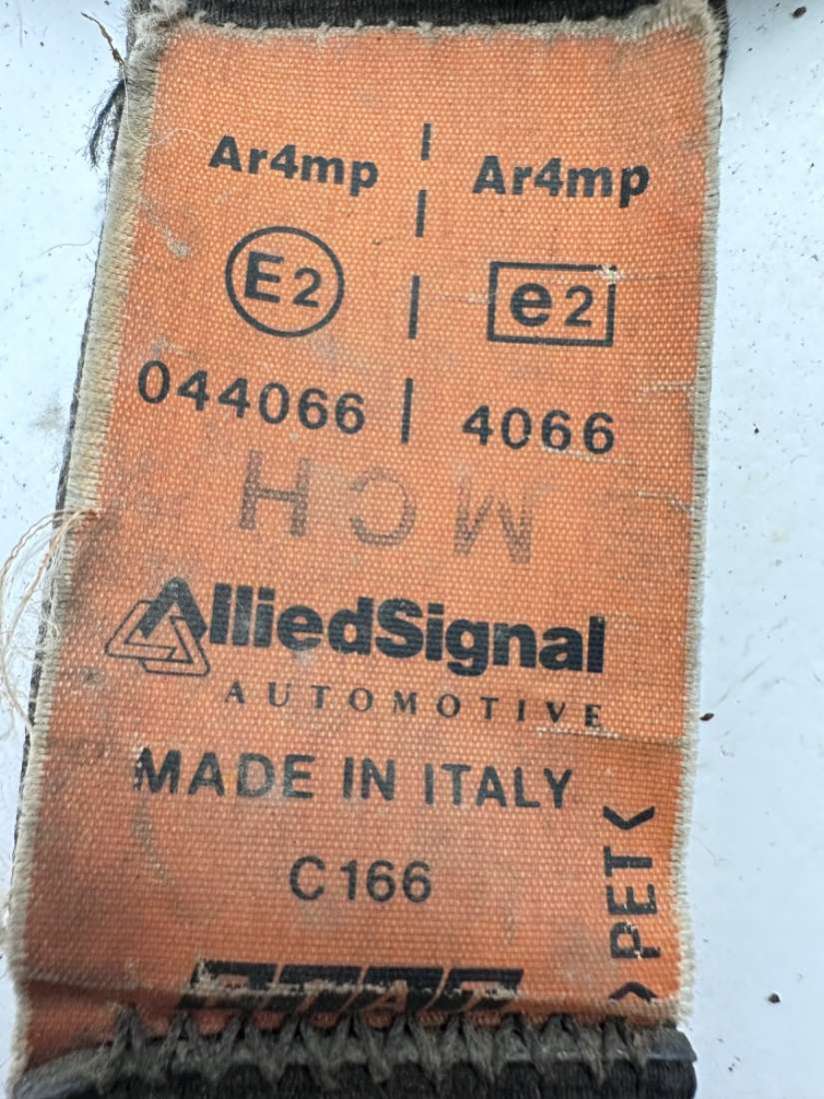 Ar4mp | Ar4mp
E2 | e2
044066 | 4066
MCH
AlliedSignal
AUTOMOTIVE
MADE IN ITALY
C166
>PET<